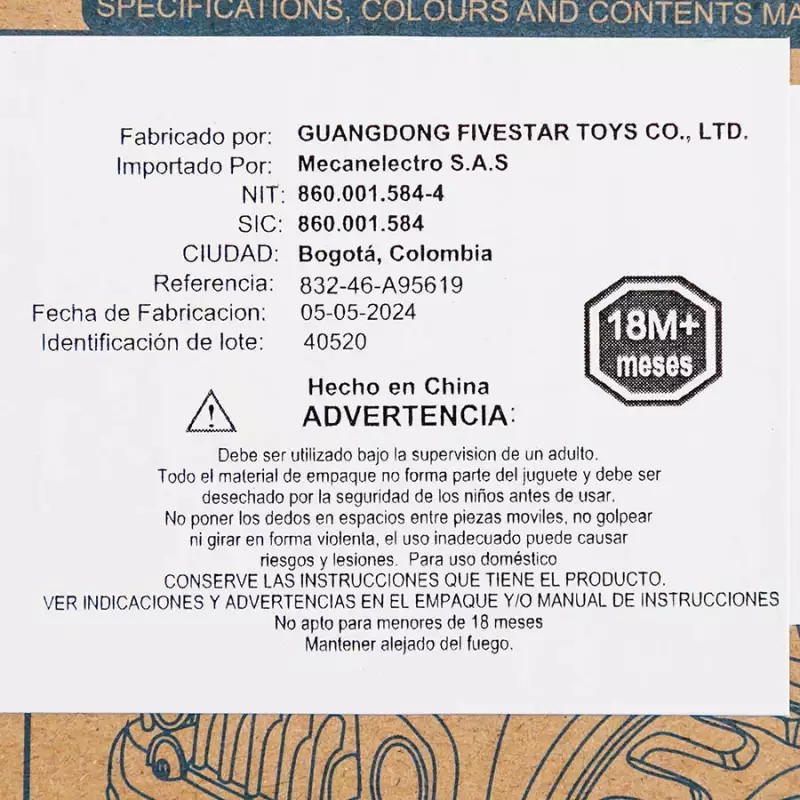 SPECIFICATIONS, COLOURS AND CONTENTS MA
Fabricado por: GUANGDONG FIVESTAR TOYS CO., LTD.
Importado Por: Mecanelectro S.A.S
NIT: 860.001.584-4
SIC: 860.001.584
CIUDAD: Bogotá, Colombia
Referencia: 832-46-A95619
Fecha de Fabricacion: 05-05-2024
Identificación de lote: 40520
18M+
meses
Hecho en China
ADVERTENCIA:
Debe ser utilizado bajo la supervision de un adulto.
Todo el material de empaque no forma parte del juguete y debe ser
desechado por la seguridad de los niños antes de usar.
No poner los dedos en espacios entre piezas moviles, no golpear
ni girar en forma violenta, el uso inadecuado puede causar
riesgos y lesiones. Para uso doméstico
CONSERVE LAS INSTRUCCIONES QUE TIENE EL PRODUCTO.
VER INDICACIONES Y ADVERTENCIAS EN EL EMPAQUE Y/O MANUAL DE INSTRUCCIONES
No apto para menores de 18 meses
Mantener alejado del fuego.